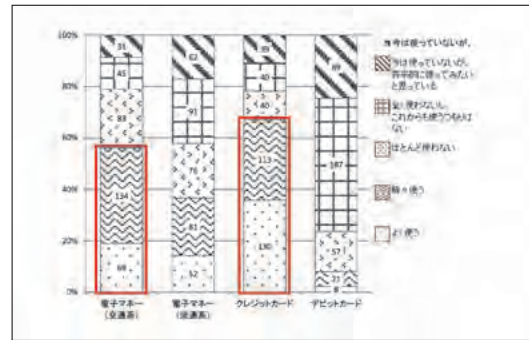 100%
80%
60%
40%
20%
0%
31
45
83
134
68
62
91
76
81
52
39
40
40
113
130
89
187
57
21
8
電子マネー
(交通系)
電子マネー
(流通系)
クレジットカード
デビットカード
今は使っていないが、
今は使っていないが、
将来的に使ってみたい
と思っている
全く使わないし、
これからも使うつもりは
ない
ほとんど使わない
時々使う
よく使う